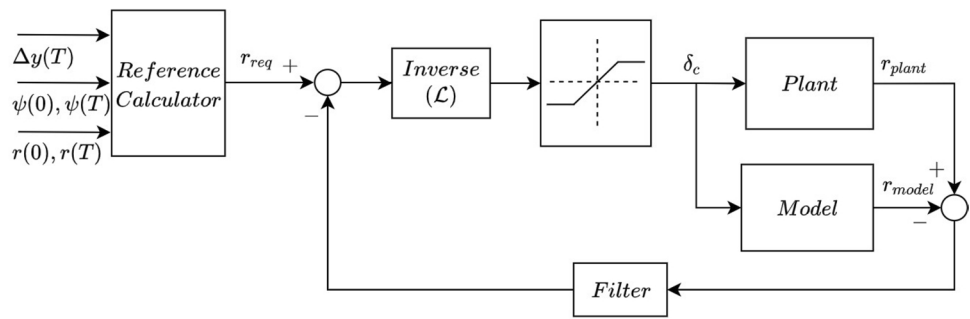 Δy(T)
ψ(0), ψ(T)
r(0), r(T)
Reference
Calculator
r_req +
−
Inverse
(ℒ)
δ_c
Plant
r_plant
+
Model
r_model
−
Filter